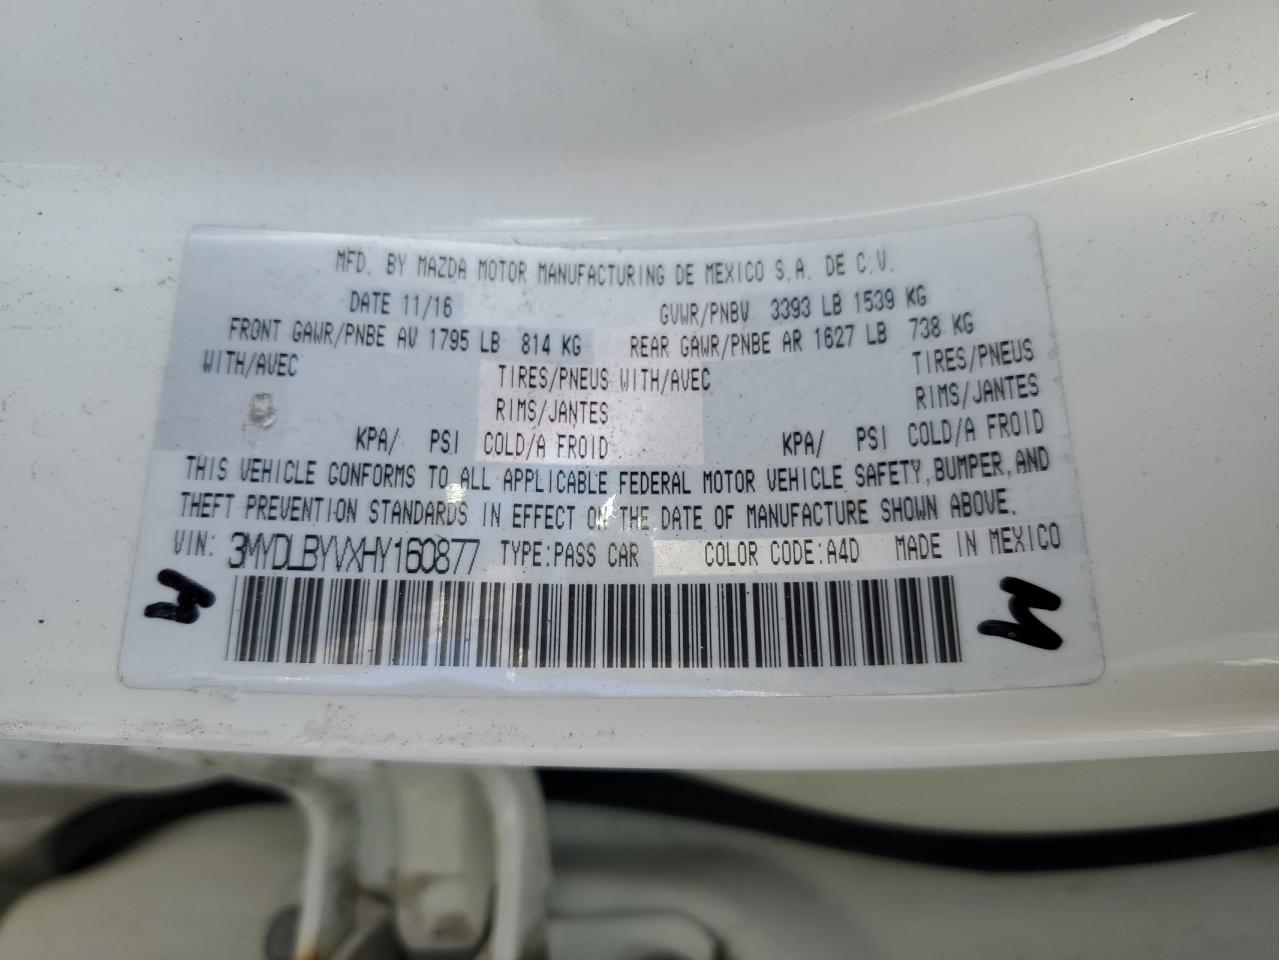 MFD. BY MAZDA MOTOR MANUFACTURING DE MEXICO S.A. DE C.V.
DATE 11/16 GVWR/PNBV 3393 LB 1539 KG
FRONT GAWR/PNBE AV 1795 LB 814 KG REAR GAWR/PNBE AR 1627 LB 738 KG
WITH/AVEC TIRES/PNEUS WITH/AVEC TIRES/PNEUS
RIMS/JANTES RIMS/JANTES
KPA/ PSI COLD/A FROID KPA/ PSI COLD/A FROID
THIS VEHICLE CONFORMS TO ALL APPLICABLE FEDERAL MOTOR VEHICLE SAFETY, BUMPER, AND
THEFT PREVENTION STANDARDS IN EFFECT ON THE DATE OF MANUFACTURE SHOWN ABOVE.
VIN: 3MYDLBYVXHY160877 TYPE:PASS CAR COLOR CODE:A4D MADE IN MEXICO